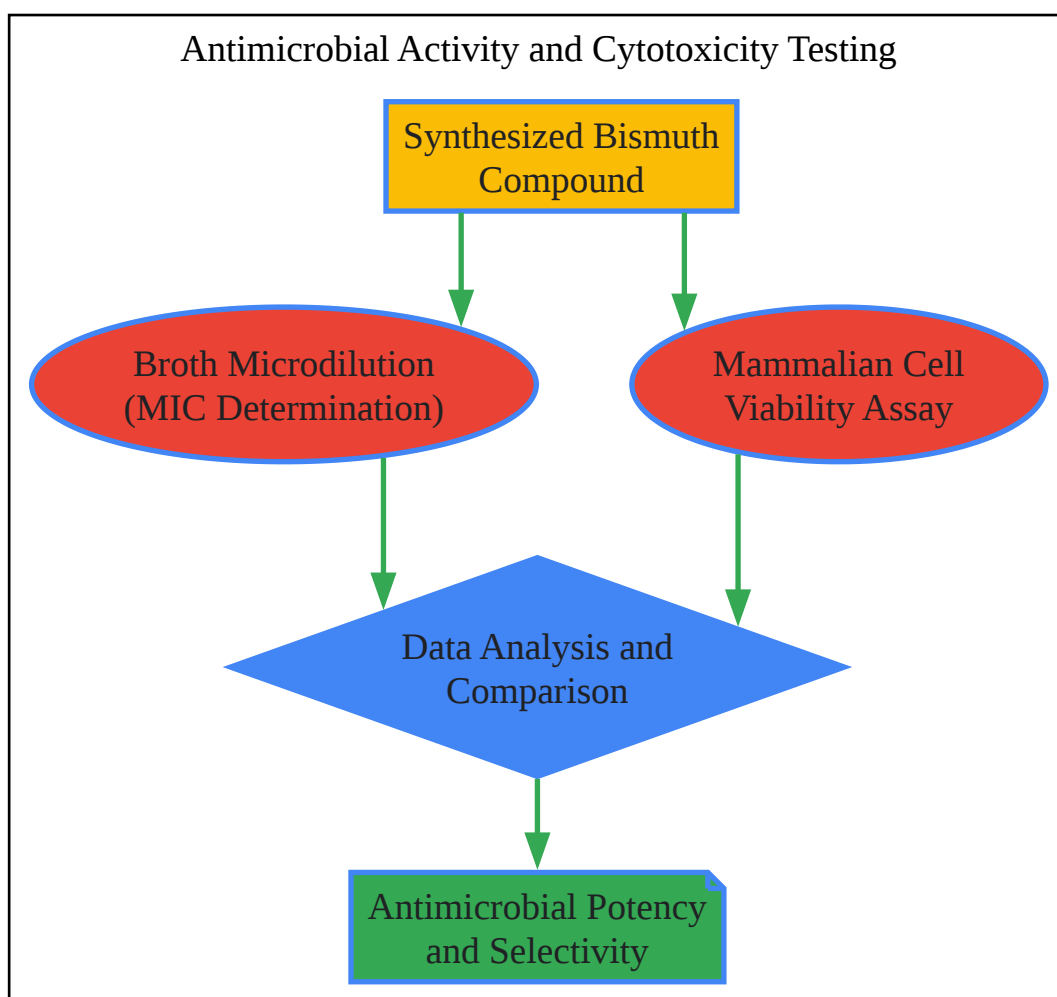 Antimicrobial Activity and Cytotoxicity Testing
Synthesized Bismuth
Compound
Broth Microdilution
(MIC Determination)
Mammalian Cell
Viability Assay
Data Analysis and
Comparison
Antimicrobial Potency
and Selectivity